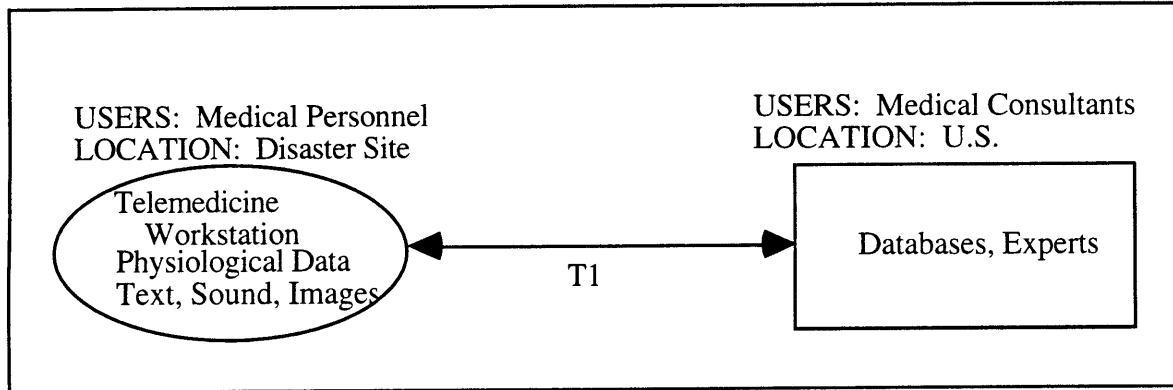 USERS: Medical Personnel
LOCATION: Disaster Site
Telemedicine
Workstation
Physiological Data
Text, Sound, Images
T1
USERS: Medical Consultants
LOCATION: U.S.
Databases, Experts